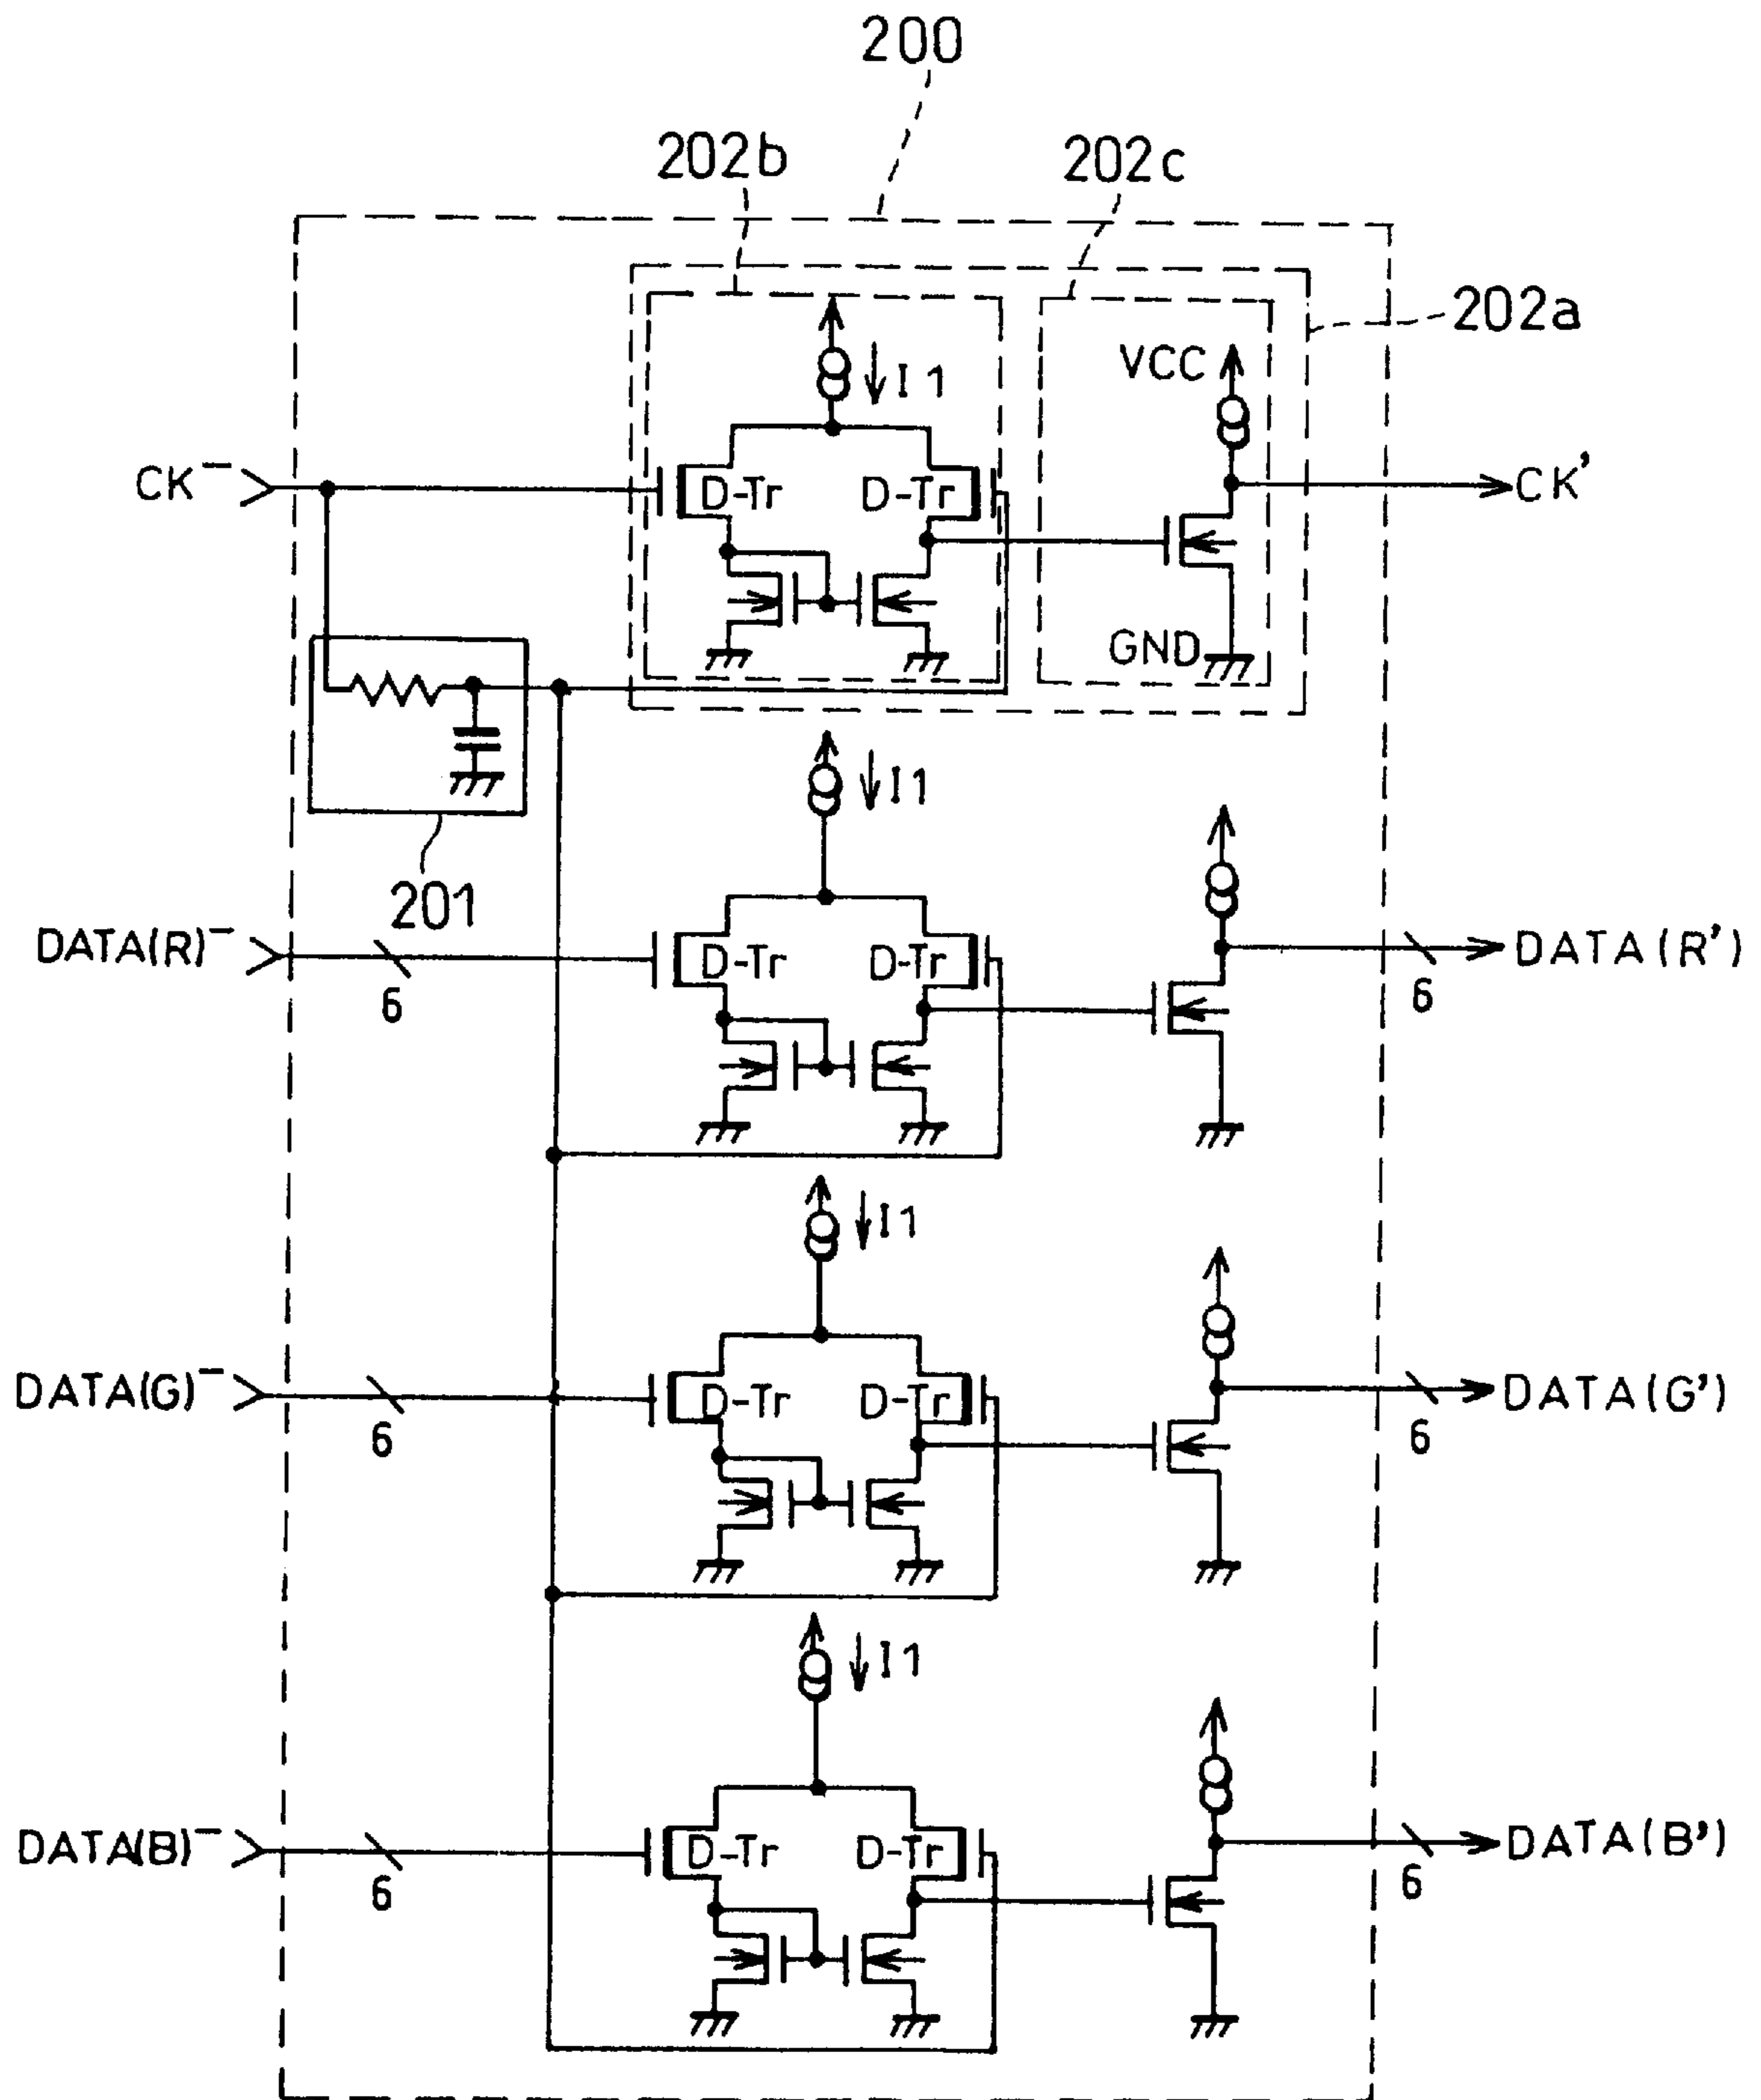 200
202b
202c
202a
I1
VCC
CK⁻
D-Tr
D-Tr
CK'
GND
I1
201
DATA(R)⁻
6
D-Tr
D-Tr
6
DATA(R')
I1
DATA(G)⁻
6
D-Tr
D-Tr
6
DATA(G')
I1
DATA(B)⁻
6
D-Tr
D-Tr
6
DATA(B')